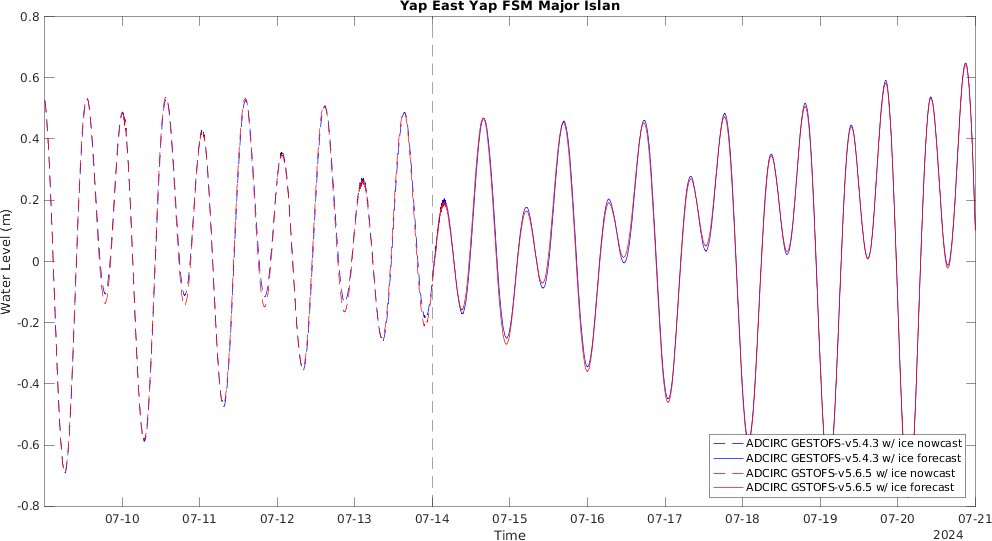 Yap East Yap FSM Major Islan
Water Level (m)
0.8
0.6
0.4
0.2
0
-0.2
-0.4
-0.6
-0.8
ADCIRC GESTOFS-v5.4.3 w/ ice nowcast
ADCIRC GESTOFS-v5.4.3 w/ ice forecast
ADCIRC GSTOFS-v5.6.5 w/ ice nowcast
ADCIRC GSTOFS-v5.6.5 w/ ice forecast
07-10 07-11 07-12 07-13 07-14 07-15 07-16 07-17 07-18 07-19 07-20 07-21
Time
2024